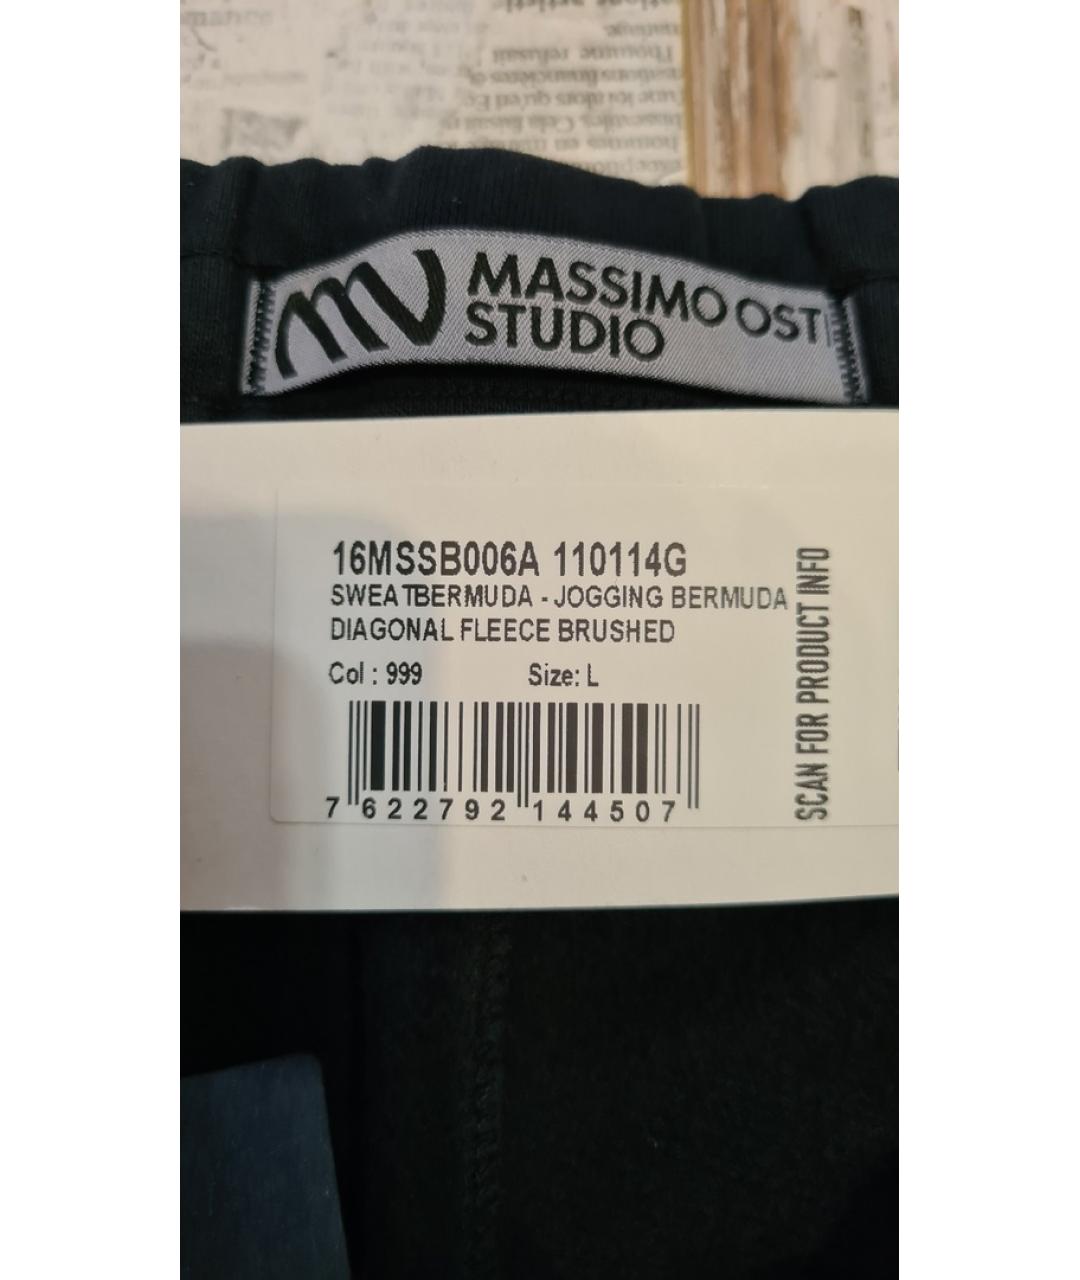 MASSIMO OSTI
STUDIO
16MSSB006A 110114G
SWEATBERMUDA - JOGGING BERMUDA
DIAGONAL FLEECE BRUSHED
Col : 999 Size: L
7 622792 144507
SCAN FOR PRODUCT INFO